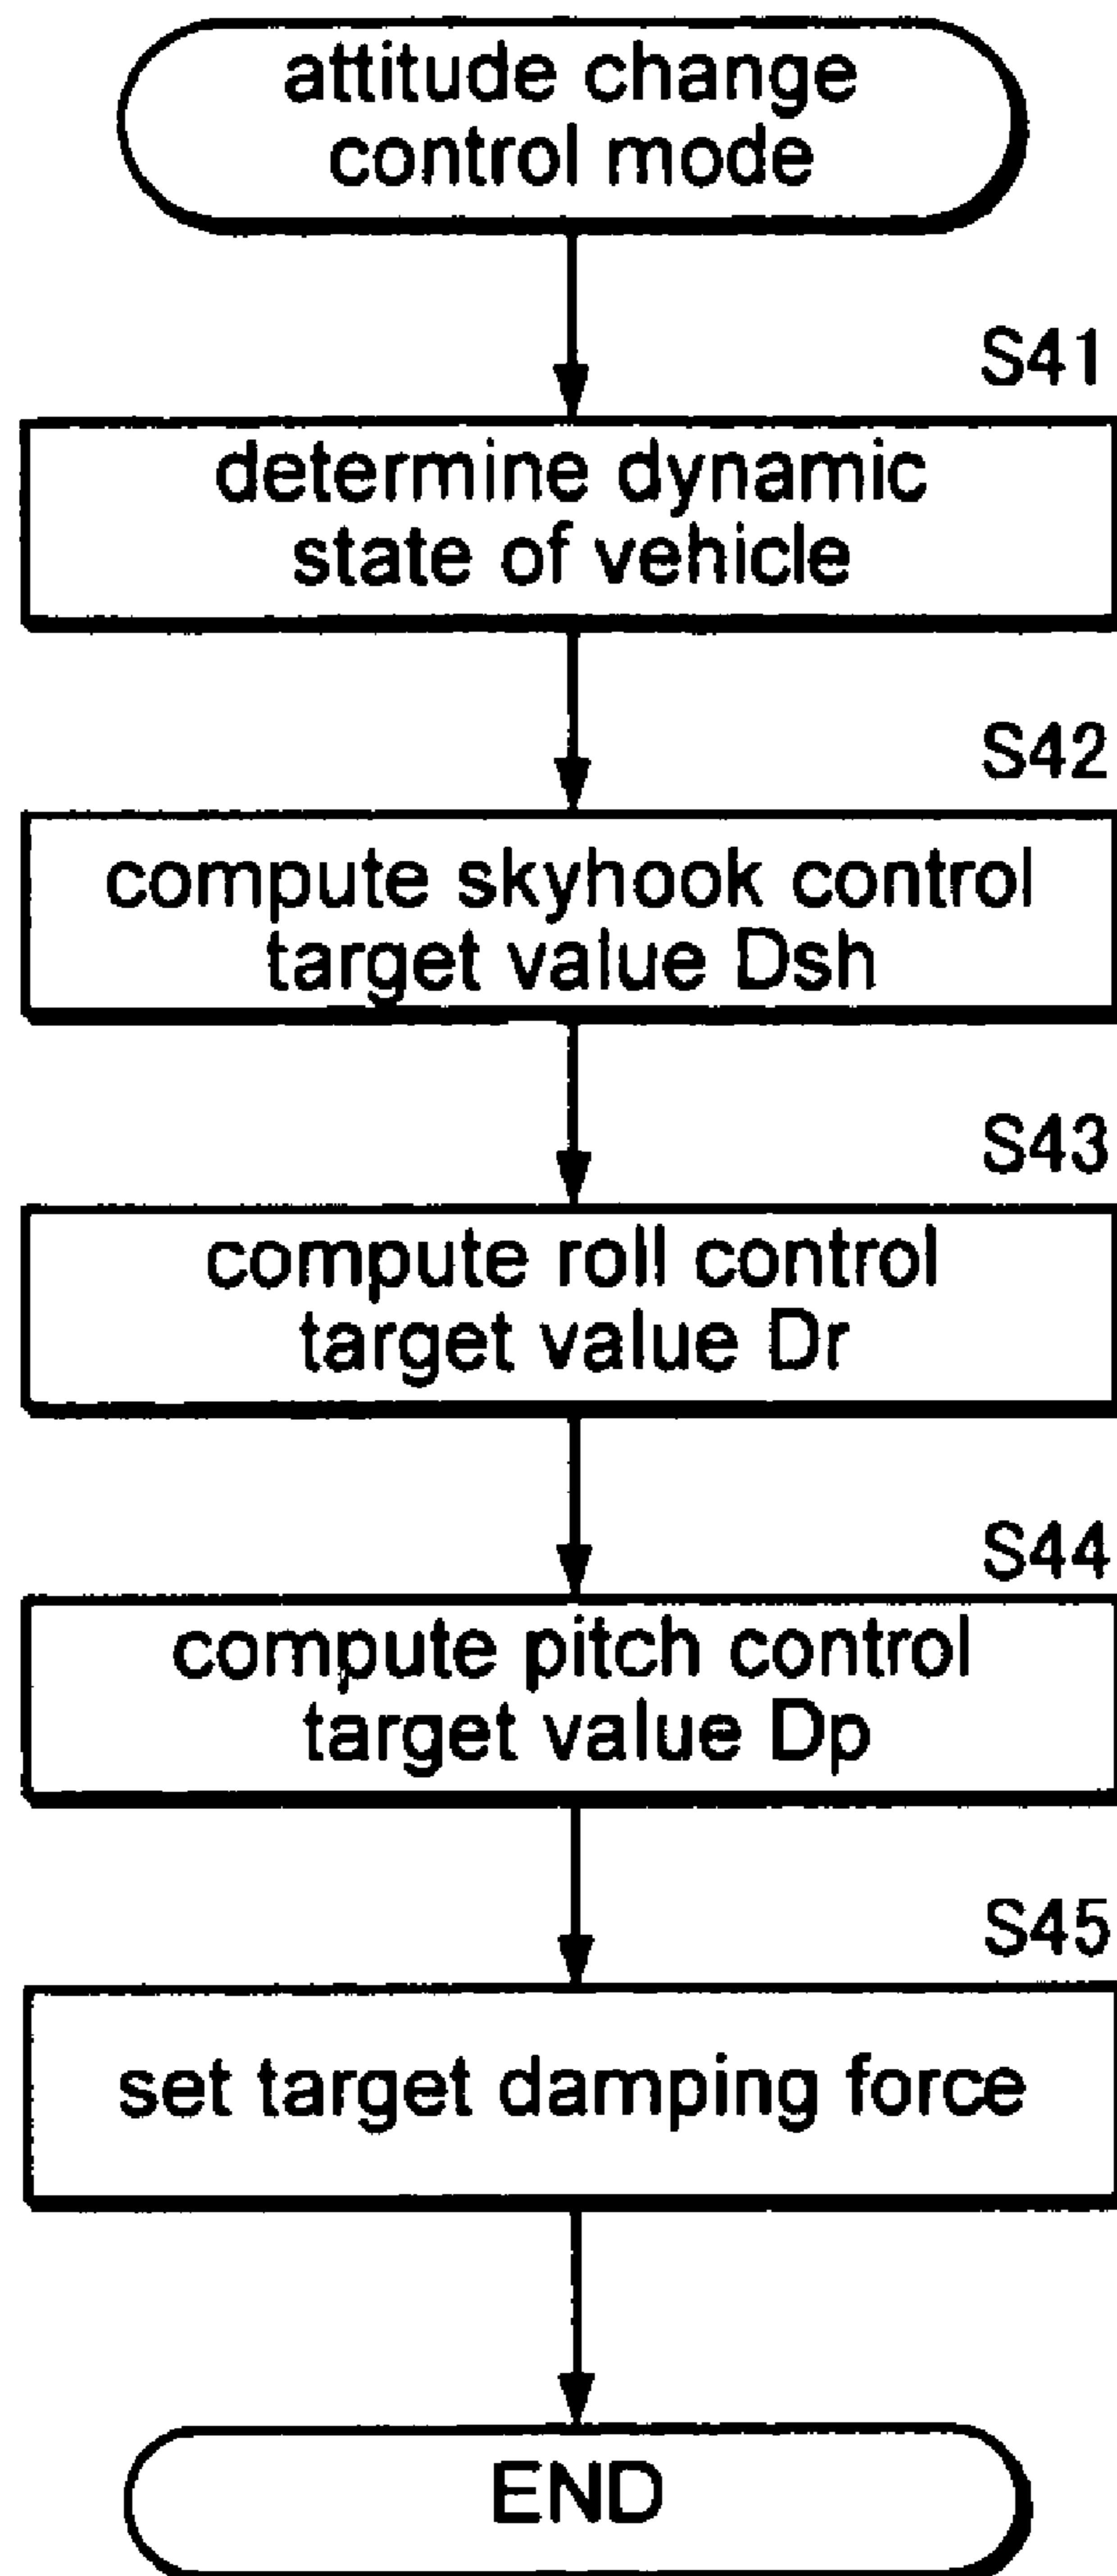 attitude change
control mode
S41
determine dynamic
state of vehicle
S42
compute skyhook control
target value Dsh
S43
compute roll control
target value Dr
S44
compute pitch control
target value Dp
S45
set target damping force
END